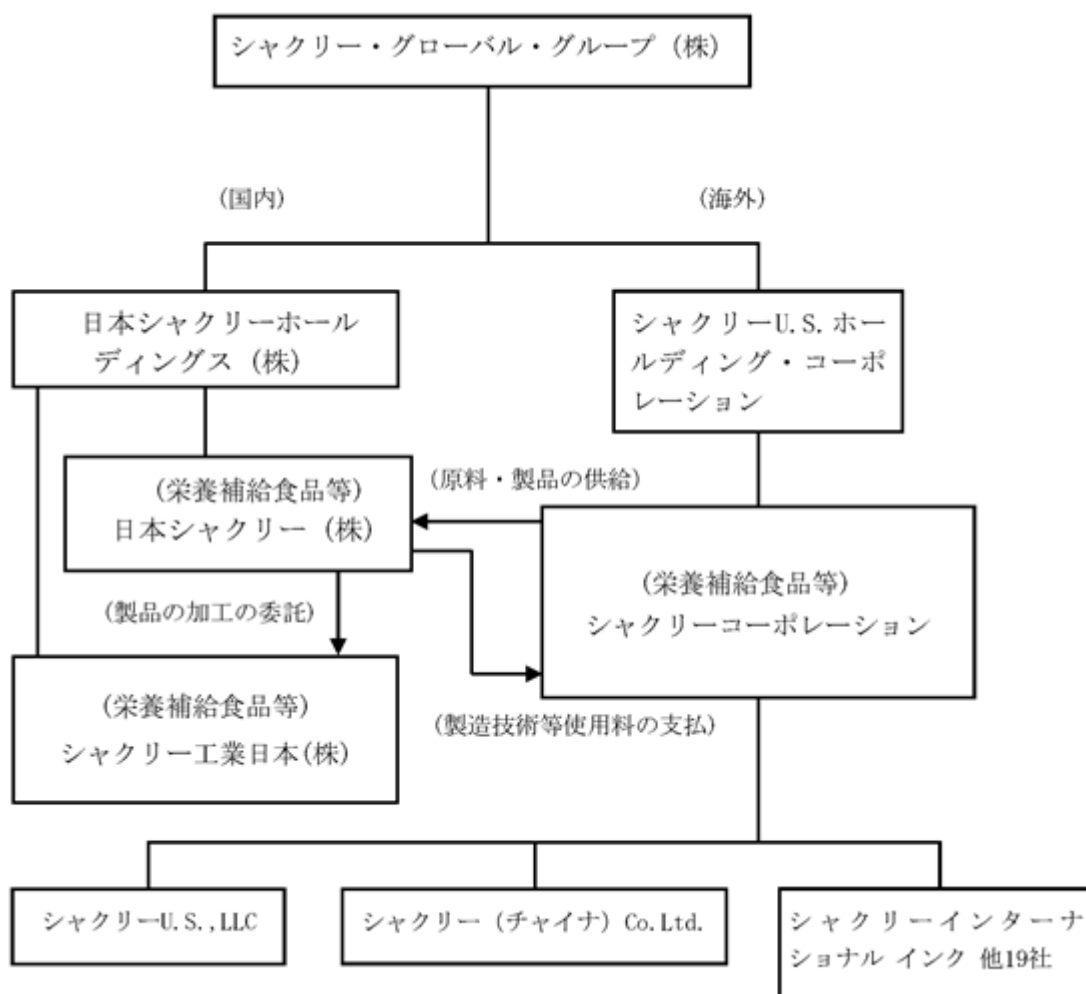 シャクリー・グローバル・グループ（株）
（国内）
（海外）
日本シャクリーホール
ディングス（株）
シャクリーU.S.ホー
ルディング・コーポ
レーション
（栄養補給食品等）
日本シャクリー（株）
（原料・製品の供給）
（栄養補給食品等）
シャクリーコーポレーション
（製品の加工の委託）
（栄養補給食品等）
シャクリー工業日本(株)
（製造技術等使用料の支払）
シャクリーU.S.,LLC
シャクリー（チャイナ）Co.Ltd.
シャクリーインターナ
ショナル インク 他19社